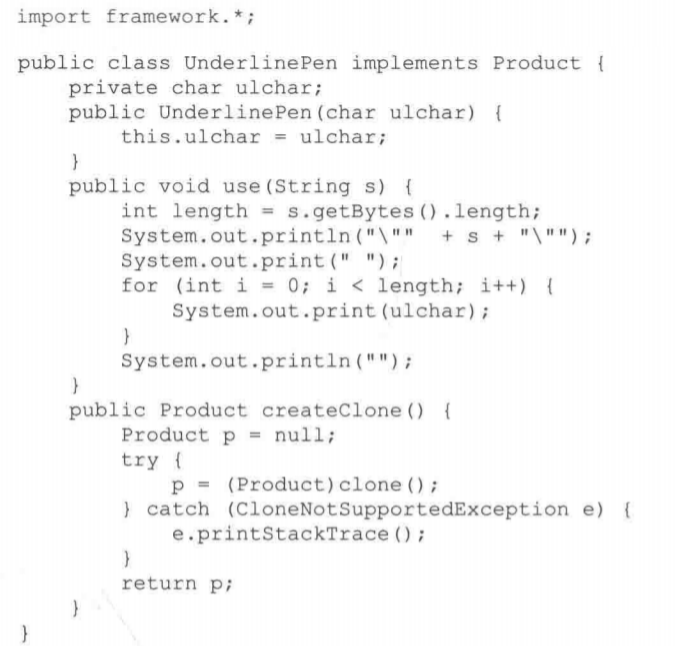 import framework.*;

public class UnderlinePen implements Product {
    private char ulchar;
    public UnderlinePen(char ulchar) {
        this.ulchar = ulchar;
    }
    public void use(String s) {
        int length = s.getBytes().length;
        System.out.println("\""  + s + "\"");
        System.out.print(" ");
        for (int i = 0; i < length; i++) {
            System.out.print(ulchar);
        }
        System.out.println("");
    }
    public Product createClone() {
        Product p = null;
        try {
            p = (Product)clone();
        } catch (CloneNotSupportedException e) {
            e.printStackTrace();
        }
        return p;
    }
}